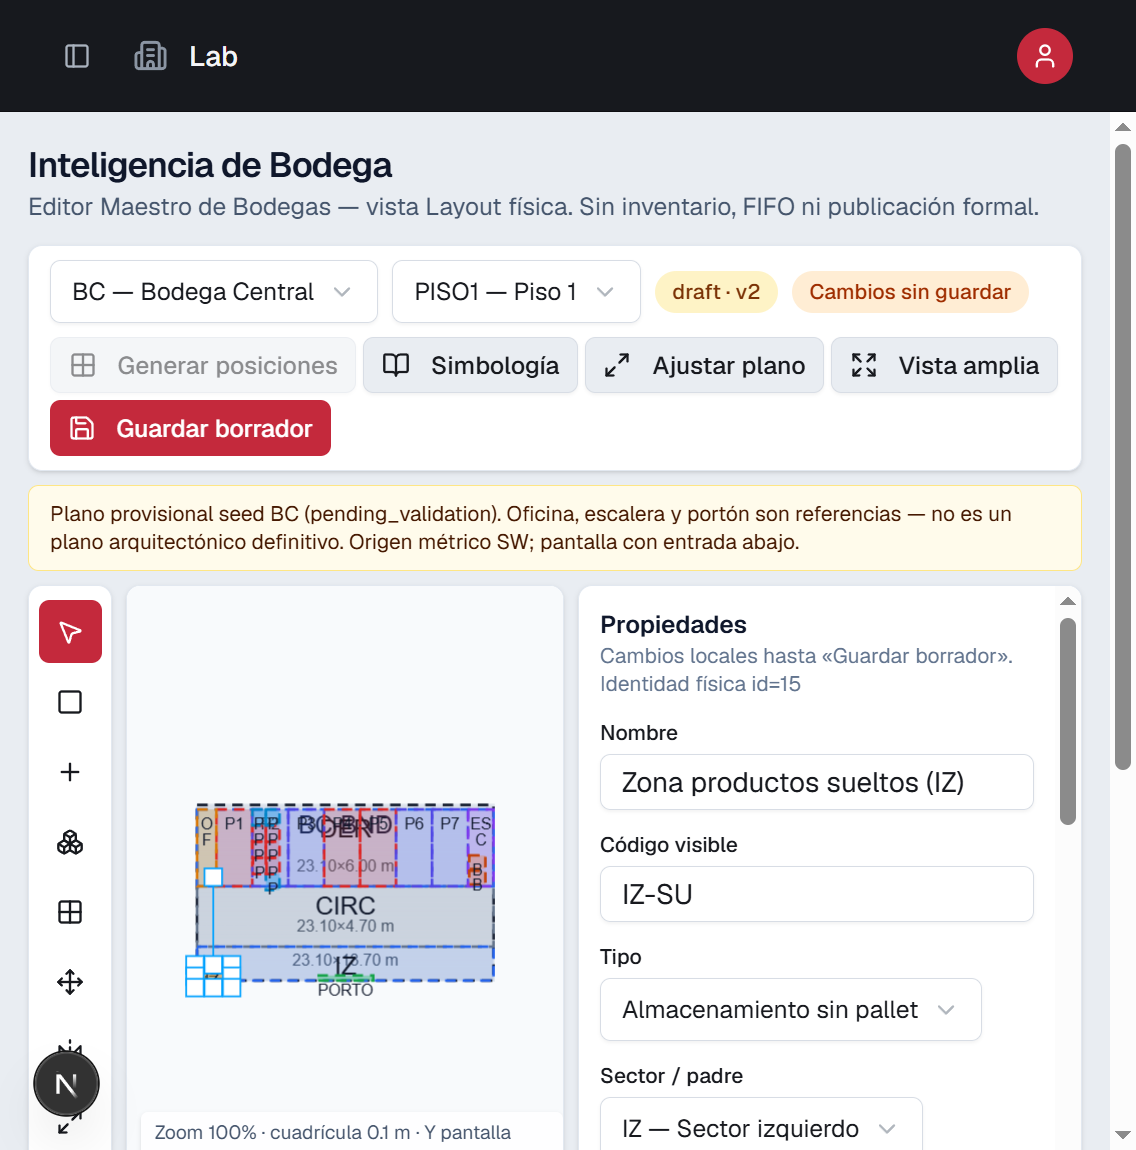 Lab
Inteligencia de Bodega
Editor Maestro de Bodegas — vista Layout física. Sin inventario, FIFO ni publicación formal.
BC — Bodega Central
PISO1 — Piso 1
draft · v2
Cambios sin guardar
Generar posiciones
Simbología
Ajustar plano
Vista amplia
Guardar borrador
Plano provisional seed BC (pending_validation). Oficina, escalera y portón son referencias — no es un
plano arquitectónico definitivo. Origen métrico SW; pantalla con entrada abajo.
OF
P1
P6
P7
ESC
23.10×6.00 m
CIRC
23.10×4.70 m
IZ
PORTO
N
Zoom 100% · cuadrícula 0.1 m · Y pantalla
Propiedades
Cambios locales hasta «Guardar borrador».
Identidad física id=15
Nombre
Zona productos sueltos (IZ)
Código visible
IZ-SU
Tipo
Almacenamiento sin pallet
Sector / padre
IZ — Sector izquierdo